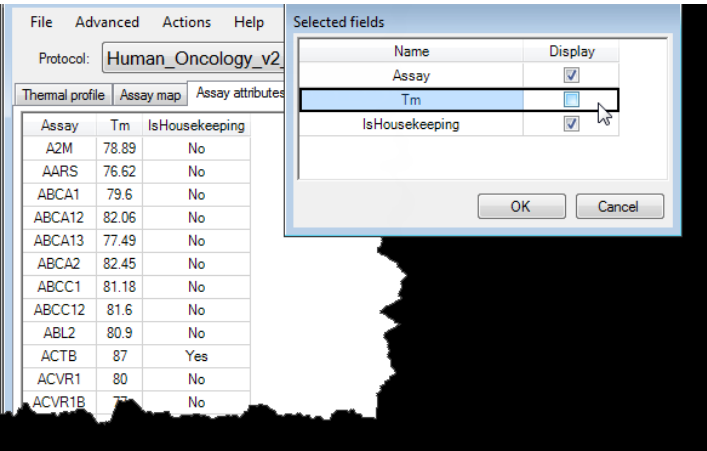 File Advanced Actions Help
Protocol: Human_Oncology_v2_
Thermal profile Assay map Assay attributes
Assay Tm IsHousekeeping
A2M 78.89 No
AARS 76.62 No
ABCA1 79.6 No
ABCA12 82.06 No
ABCA13 77.49 No
ABCA2 82.45 No
ABCC1 81.18 No
ABCC12 81.6 No
ABL2 80.9 No
ACTB 87 Yes
ACVR1 80 No
ACVR1B No
Selected fields
Name Display
Assay
Tm
IsHousekeeping
OK Cancel